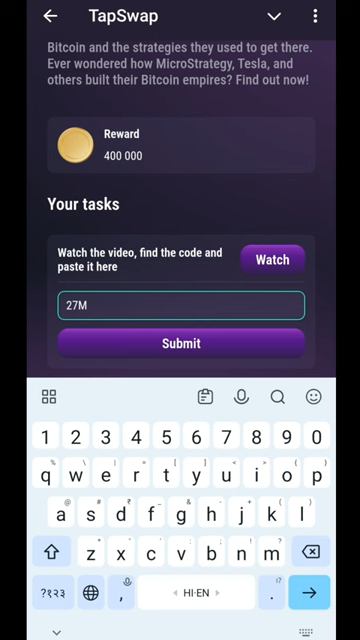 TapSwap
Bitcoin and the strategies they used to get there.
Ever wondered how MicroStrategy, Tesla, and
others built their Bitcoin empires? Find out now!
Reward
400 000
Your tasks
Watch the video, find the code and
paste it here
Watch
27M
Submit
1 2 3 4 5 6 7 8 9 0
q w e r t y u i o p
a s d f g h j k l
z x c v b n m
?१२३ , HI·EN .